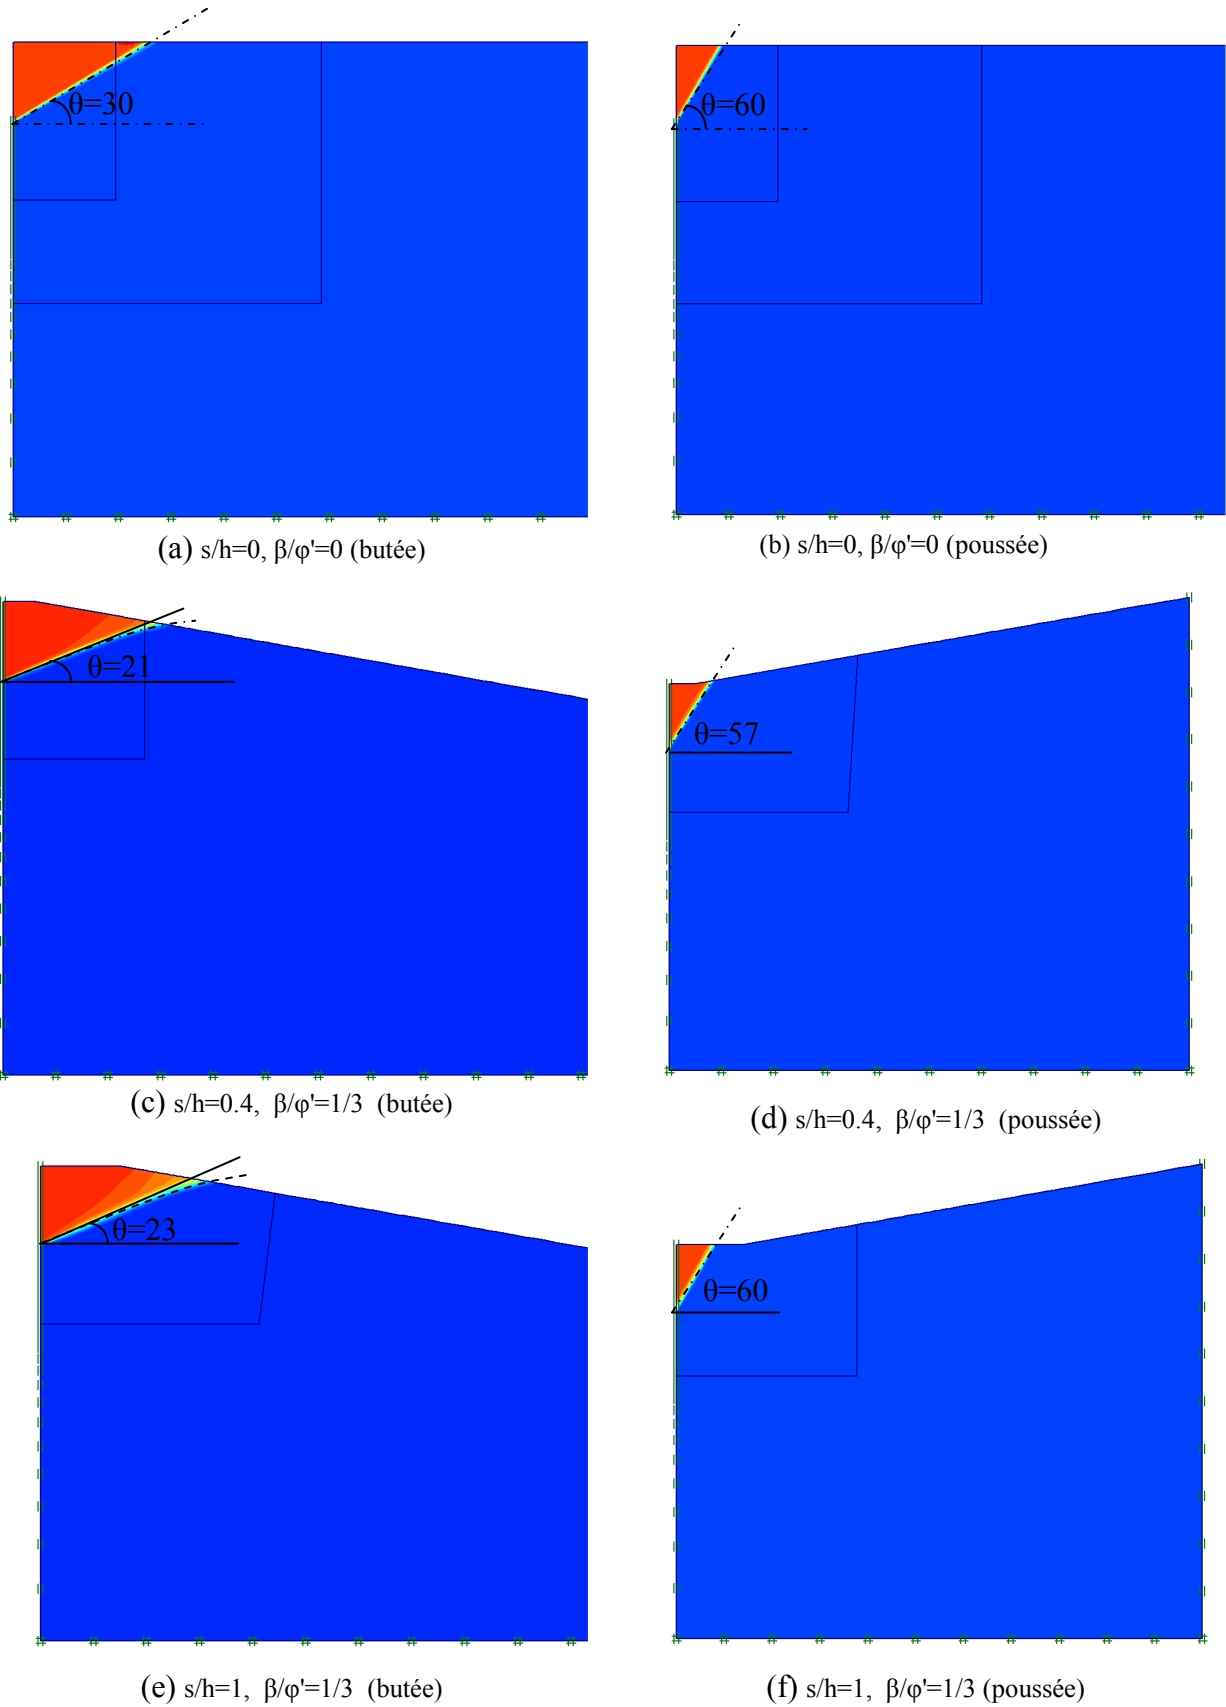 θ=30
θ=60
(a) s/h=0, β/φ'=0 (butée)
(b) s/h=0, β/φ'=0 (poussée)
θ=21
θ=57
(c) s/h=0.4, β/φ'=1/3 (butée)
(d) s/h=0.4, β/φ'=1/3 (poussée)
θ=23
θ=60
(e) s/h=1, β/φ'=1/3 (butée)
(f) s/h=1, β/φ'=1/3 (poussée)